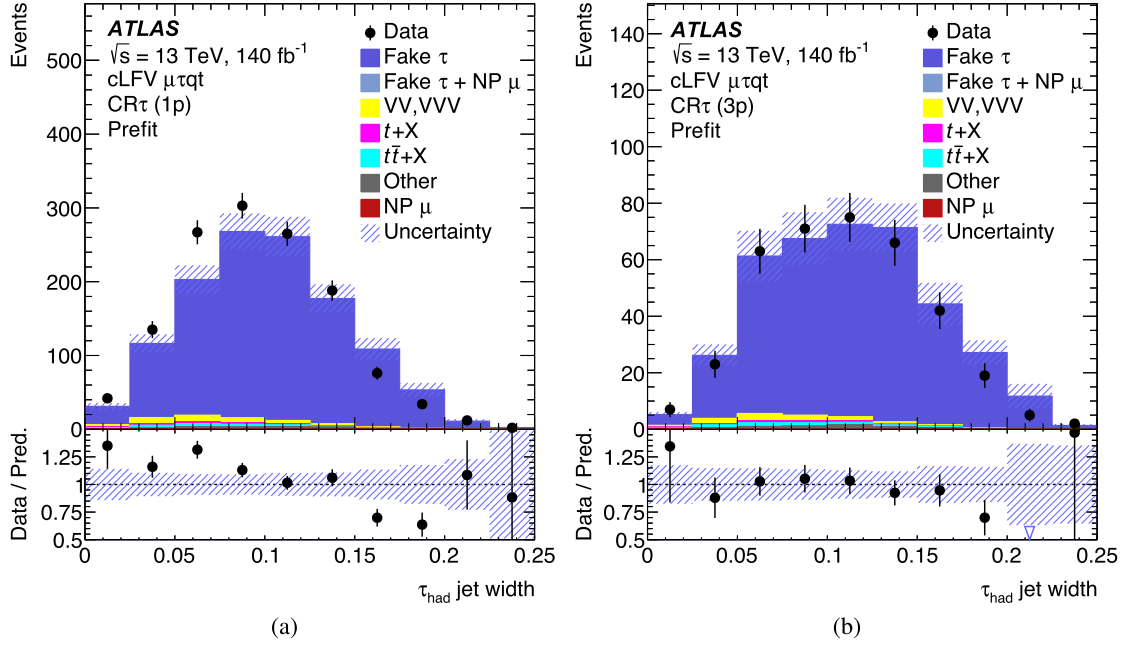 Events
500
400
300
200
100
0
ATLAS
√s = 13 TeV, 140 fb⁻¹
cLFV μτqt
CRτ (1p)
Prefit
Data
Fake τ
Fake τ + NP μ
VV,VVV
t+X
tt̄+X
Other
NP μ
Uncertainty
Data / Pred.
1.25
1
0.75
0.5
0 0.05 0.1 0.15 0.2 0.25
τhad jet width
(a)
Events
140
120
100
80
60
40
20
0
ATLAS
√s = 13 TeV, 140 fb⁻¹
cLFV μτqt
CRτ (3p)
Prefit
Data
Fake τ
Fake τ + NP μ
VV,VVV
t+X
tt̄+X
Other
NP μ
Uncertainty
Data / Pred.
1.25
1
0.75
0.5
0 0.05 0.1 0.15 0.2 0.25
τhad jet width
(b)